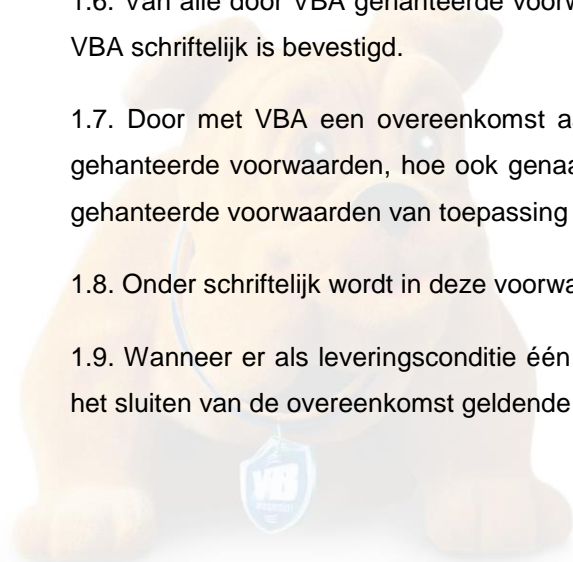 1.6. Van alle door VBA gehanteerde voorw
VBA schriftelijk is bevestigd.
1.7. Door met VBA een overeenkomst a
gehanteerde voorwaarden, hoe ook genaa
gehanteerde voorwaarden van toepassing
1.8. Onder schriftelijk wordt in deze voorwa
1.9. Wanneer er als leveringsconditie één
het sluiten van de overeenkomst geldende
VB